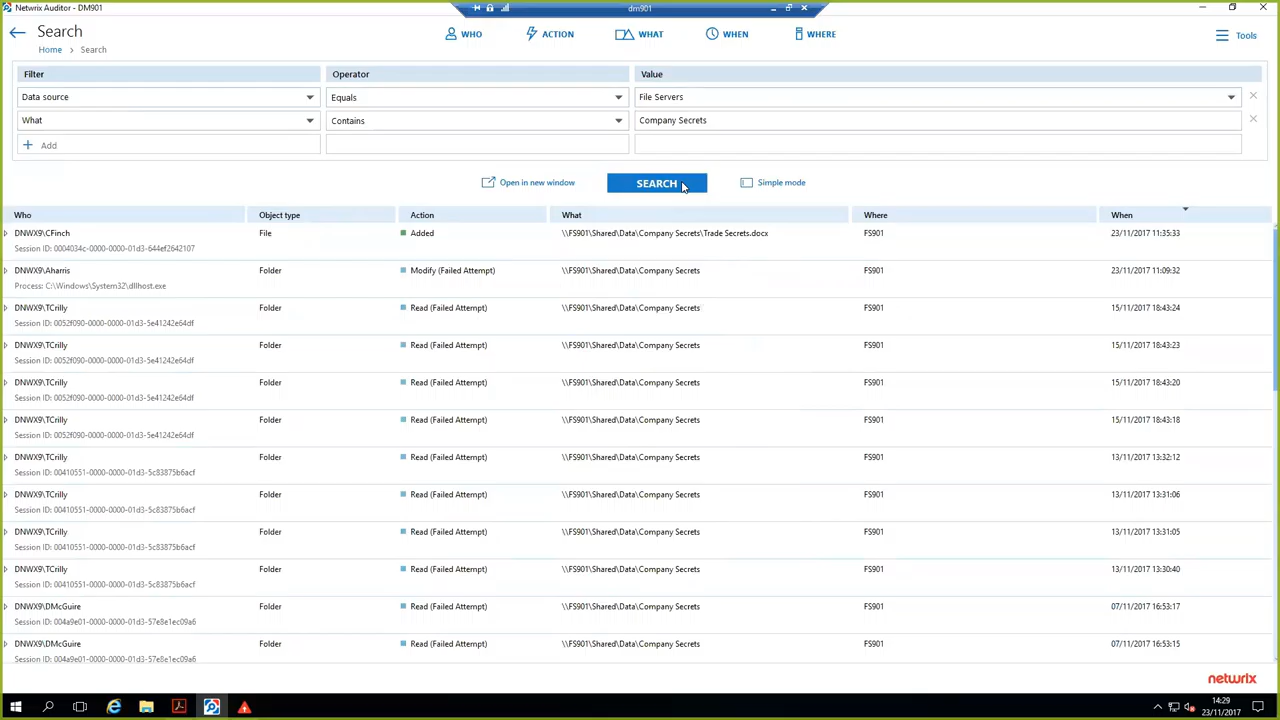 Netwrix Auditor - DM901
dm901
Search
WHO
ACTION
WHAT
WHEN
WHERE
Tools
Home > Search
Filter Operator Value
Data source Equals File Servers
What Contains Company Secrets
Add
Open in new window
SEARCH
Simple mode
Who Object type Action What Where When
DNWX9\CFinch File Added \\FS901\Shared\Data\Company Secrets\Trade Secrets.docx FS901 23/11/2017 11:35:33
Session ID: 0004034c-0000-0000-01d3-644ef2642107
DNWX9\Aharris Folder Modify (Failed Attempt) \\FS901\Shared\Data\Company Secrets FS901 23/11/2017 11:09:32
Process: C:\Windows\System32\dllhost.exe
DNWX9\TCrilly Folder Read (Failed Attempt) \\FS901\Shared\Data\Company Secrets FS901 15/11/2017 18:43:24
Session ID: 0052f090-0000-0000-01d3-5e41242e64df
DNWX9\TCrilly Folder Read (Failed Attempt) \\FS901\Shared\Data\Company Secrets FS901 15/11/2017 18:43:23
Session ID: 0052f090-0000-0000-01d3-5e41242e64df
DNWX9\TCrilly Folder Read (Failed Attempt) \\FS901\Shared\Data\Company Secrets FS901 15/11/2017 18:43:20
Session ID: 0052f090-0000-0000-01d3-5e41242e64df
DNWX9\TCrilly Folder Read (Failed Attempt) \\FS901\Shared\Data\Company Secrets FS901 15/11/2017 18:43:18
Session ID: 0052f090-0000-0000-01d3-5e41242e64df
DNWX9\TCrilly Folder Read (Failed Attempt) \\FS901\Shared\Data\Company Secrets FS901 13/11/2017 13:32:12
Session ID: 00410551-0000-0000-01d3-5c83875b6acf
DNWX9\TCrilly Folder Read (Failed Attempt) \\FS901\Shared\Data\Company Secrets FS901 13/11/2017 13:31:06
Session ID: 00410551-0000-0000-01d3-5c83875b6acf
DNWX9\TCrilly Folder Read (Failed Attempt) \\FS901\Shared\Data\Company Secrets FS901 13/11/2017 13:31:05
Session ID: 00410551-0000-0000-01d3-5c83875b6acf
DNWX9\TCrilly Folder Read (Failed Attempt) \\FS901\Shared\Data\Company Secrets FS901 13/11/2017 13:30:40
Session ID: 00410551-0000-0000-01d3-5c83875b6acf
DNWX9\DMcGuire Folder Read (Failed Attempt) \\FS901\Shared\Data\Company Secrets FS901 07/11/2017 16:53:17
Session ID: 004a9e01-0000-0000-01d3-57e8e1ec09a6
DNWX9\DMcGuire Folder Read (Failed Attempt) \\FS901\Shared\Data\Company Secrets FS901 07/11/2017 16:53:15
Session ID: 004a9e01-0000-0000-01d3-57e8e1ec09a6
netwrix
14:29
23/11/2017